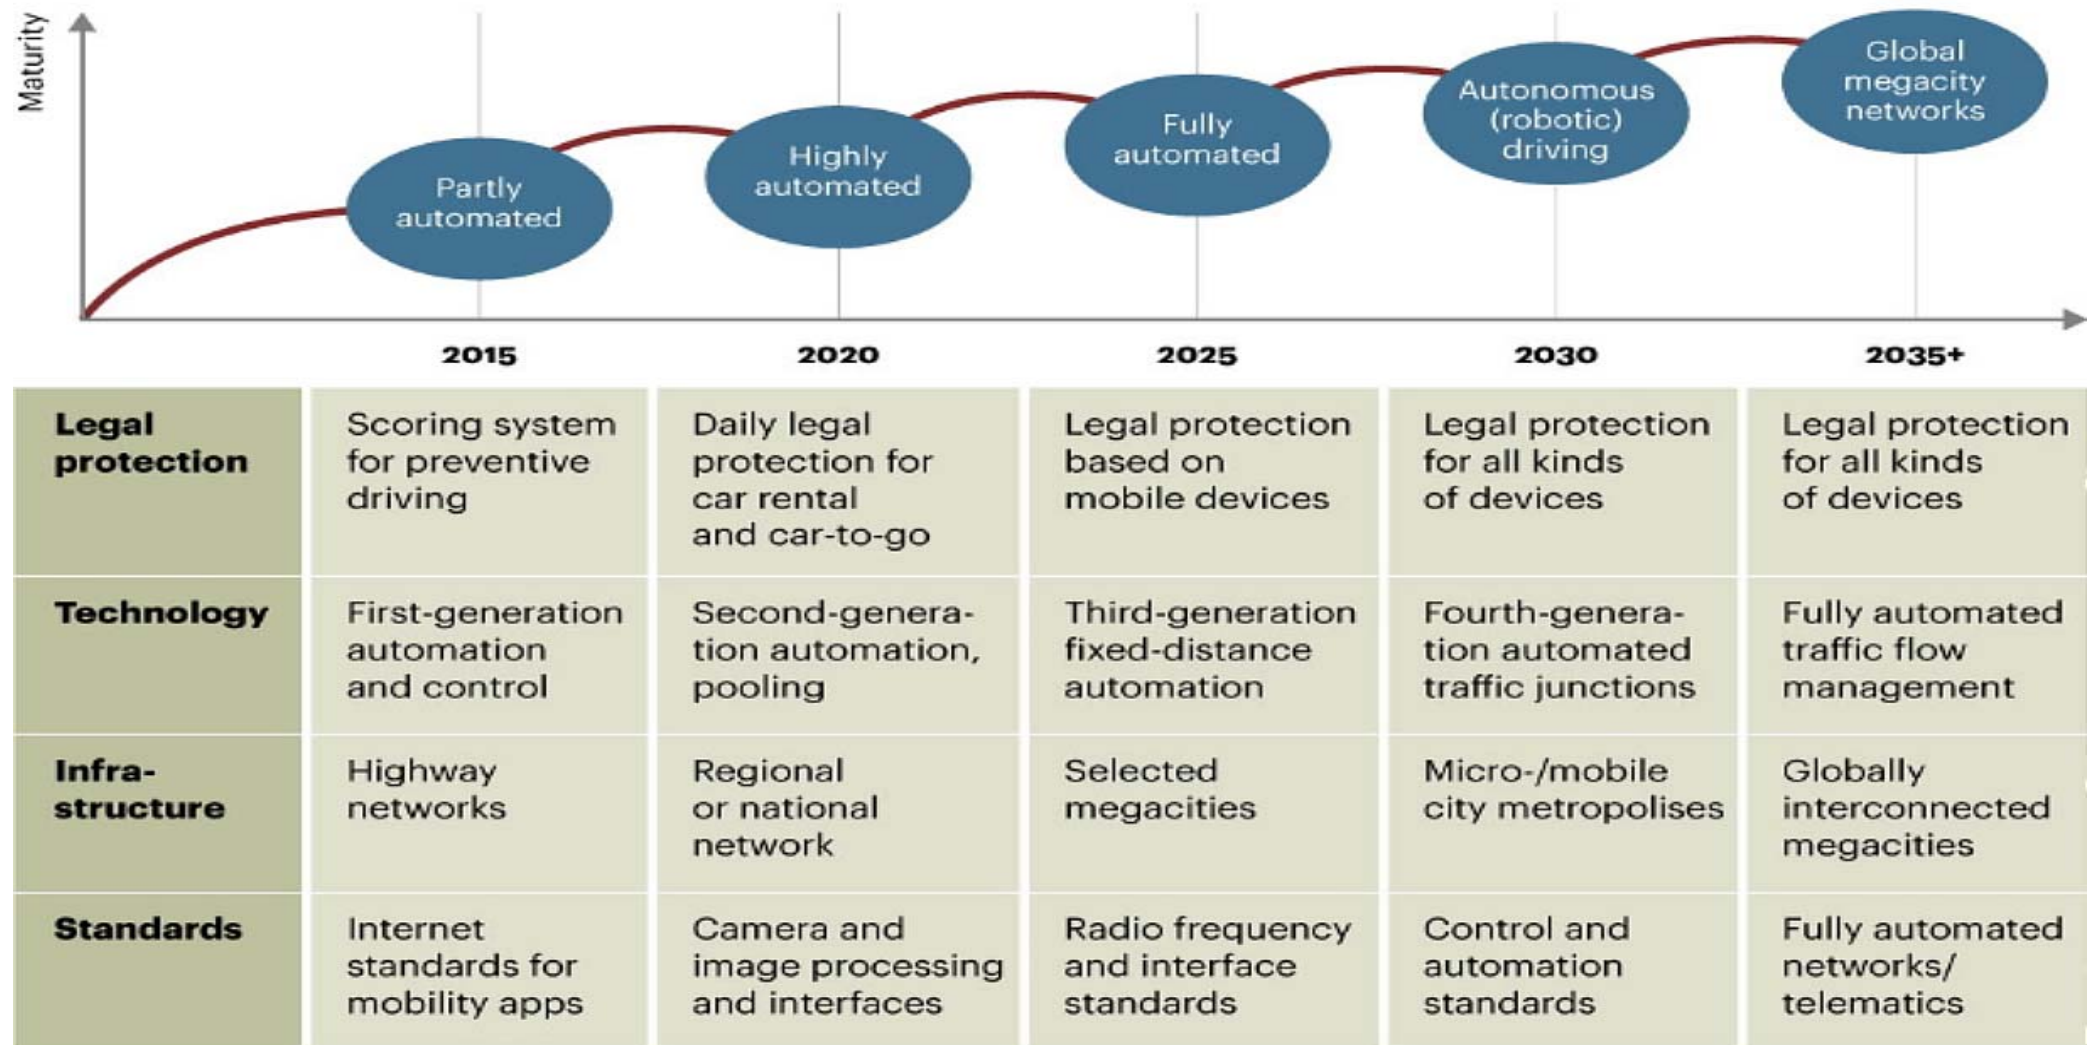 Maturity
Partly
automated
Highly
automated
Fully
automated
Autonomous
(robotic)
driving
Global
megacity
networks
2015
2020
2025
2030
2035+
Legal
protection
Scoring system
for preventive
driving
Daily legal
protection for
car rental
and car-to-go
Legal protection
based on
mobile devices
Legal protection
for all kinds
of devices
Legal protection
for all kinds
of devices
Technology
First-generation
automation
and control
Second-genera-
tion automation,
pooling
Third-generation
fixed-distance
automation
Fourth-genera-
tion automated
traffic junctions
Fully automated
traffic flow
management
Infra-
structure
Highway
networks
Regional
or national
network
Selected
megacities
Micro-/mobile
city metropolises
Globally
interconnected
megacities
Standards
Internet
standards for
mobility apps
Camera and
image processing
and interfaces
Radio frequency
and interface
standards
Control and
automation
standards
Fully automated
networks/
telematics